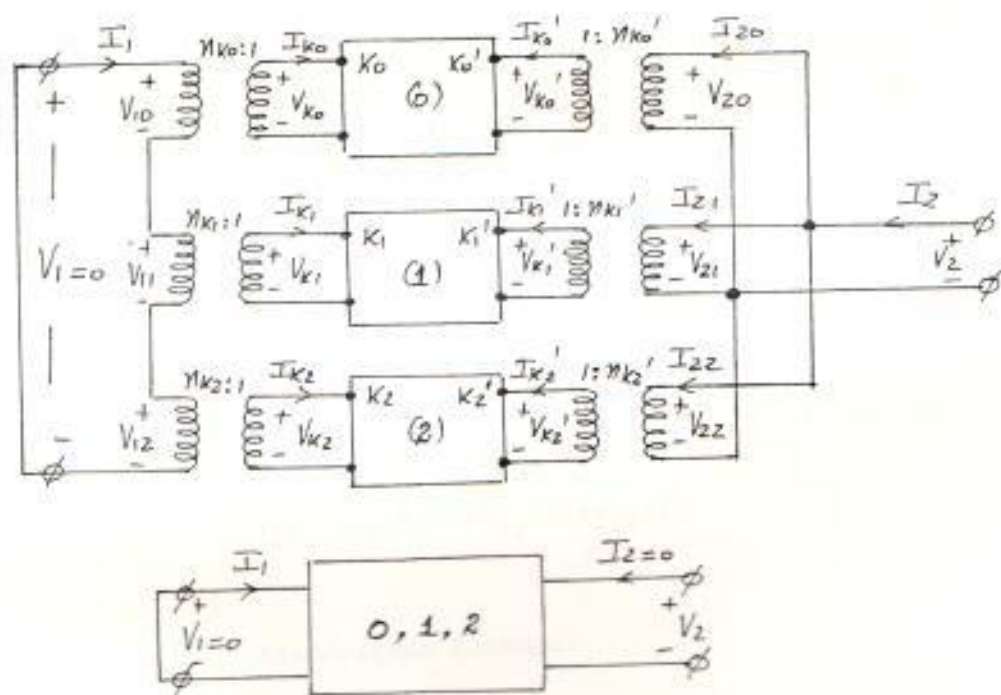 I1 nK0:1 IK0 K0 K0' IK0' 1:nK0' I20
+ V10 - + VK0 - (0) + VK0' - + V20 -
+
nK1:1 IK1 K1 K1' IK1' 1:nK1' I21 I2
V1=0 + V11 - + VK1 - (1) + VK1' - + V21 - + V2 -
nK2:1 IK2 K2 K2' IK2' 1:nK2' I22
- + V12 - + VK2 - (2) + VK2' - + V22 -
I1 I2=0
+ V1=0 - 0, 1, 2 + V2 -